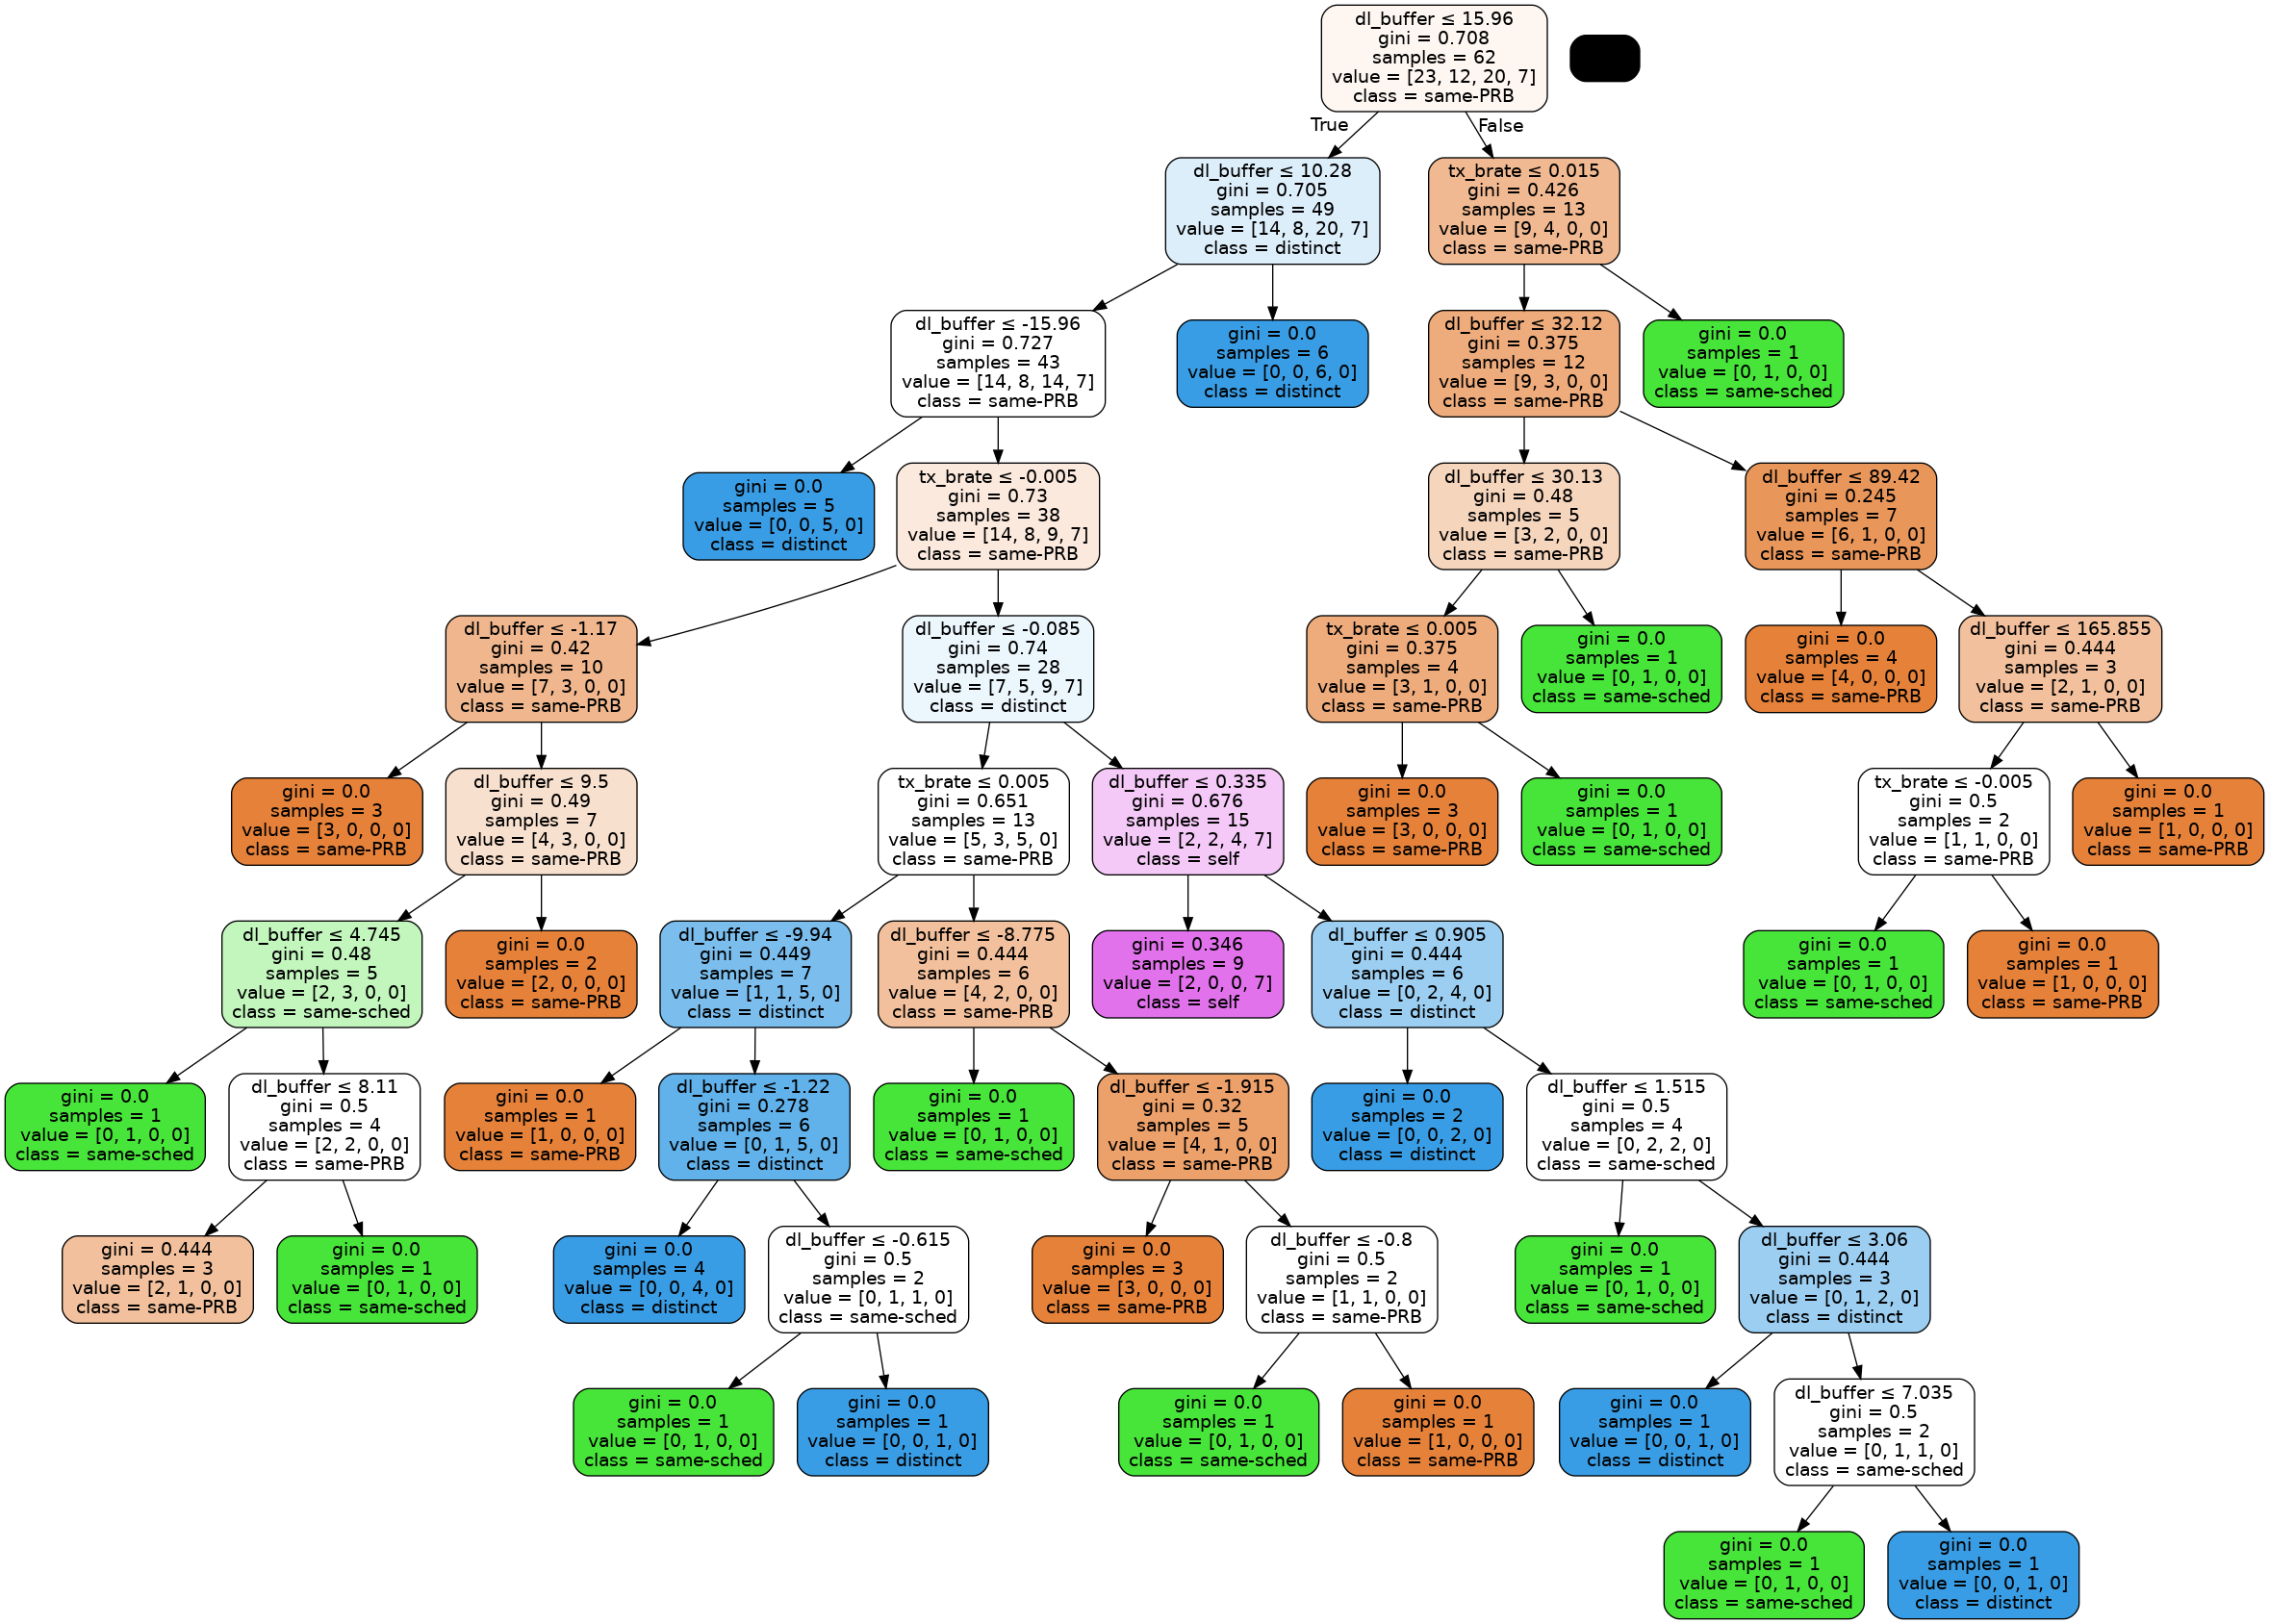 dl_buffer ≤ 15.96
gini = 0.708
samples = 62
value = [23, 12, 20, 7]
class = same-PRB
True
False
dl_buffer ≤ 10.28
gini = 0.705
samples = 49
value = [14, 8, 20, 7]
class = distinct
tx_brate ≤ 0.015
gini = 0.426
samples = 13
value = [9, 4, 0, 0]
class = same-PRB
dl_buffer ≤ -15.96
gini = 0.727
samples = 43
value = [14, 8, 14, 7]
class = same-PRB
gini = 0.0
samples = 6
value = [0, 0, 6, 0]
class = distinct
dl_buffer ≤ 32.12
gini = 0.375
samples = 12
value = [9, 3, 0, 0]
class = same-PRB
gini = 0.0
samples = 1
value = [0, 1, 0, 0]
class = same-sched
gini = 0.0
samples = 5
value = [0, 0, 5, 0]
class = distinct
tx_brate ≤ -0.005
gini = 0.73
samples = 38
value = [14, 8, 9, 7]
class = same-PRB
dl_buffer ≤ 30.13
gini = 0.48
samples = 5
value = [3, 2, 0, 0]
class = same-PRB
dl_buffer ≤ 89.42
gini = 0.245
samples = 7
value = [6, 1, 0, 0]
class = same-PRB
dl_buffer ≤ -1.17
gini = 0.42
samples = 10
value = [7, 3, 0, 0]
class = same-PRB
dl_buffer ≤ -0.085
gini = 0.74
samples = 28
value = [7, 5, 9, 7]
class = distinct
tx_brate ≤ 0.005
gini = 0.375
samples = 4
value = [3, 1, 0, 0]
class = same-PRB
gini = 0.0
samples = 1
value = [0, 1, 0, 0]
class = same-sched
gini = 0.0
samples = 4
value = [4, 0, 0, 0]
class = same-PRB
dl_buffer ≤ 165.855
gini = 0.444
samples = 3
value = [2, 1, 0, 0]
class = same-PRB
gini = 0.0
samples = 3
value = [3, 0, 0, 0]
class = same-PRB
dl_buffer ≤ 9.5
gini = 0.49
samples = 7
value = [4, 3, 0, 0]
class = same-PRB
tx_brate ≤ 0.005
gini = 0.651
samples = 13
value = [5, 3, 5, 0]
class = same-PRB
dl_buffer ≤ 0.335
gini = 0.676
samples = 15
value = [2, 2, 4, 7]
class = self
gini = 0.0
samples = 3
value = [3, 0, 0, 0]
class = same-PRB
gini = 0.0
samples = 1
value = [0, 1, 0, 0]
class = same-sched
tx_brate ≤ -0.005
gini = 0.5
samples = 2
value = [1, 1, 0, 0]
class = same-PRB
gini = 0.0
samples = 1
value = [1, 0, 0, 0]
class = same-PRB
dl_buffer ≤ 4.745
gini = 0.48
samples = 5
value = [2, 3, 0, 0]
class = same-sched
gini = 0.0
samples = 2
value = [2, 0, 0, 0]
class = same-PRB
dl_buffer ≤ -9.94
gini = 0.449
samples = 7
value = [1, 1, 5, 0]
class = distinct
dl_buffer ≤ -8.775
gini = 0.444
samples = 6
value = [4, 2, 0, 0]
class = same-PRB
gini = 0.346
samples = 9
value = [2, 0, 0, 7]
class = self
dl_buffer ≤ 0.905
gini = 0.444
samples = 6
value = [0, 2, 4, 0]
class = distinct
gini = 0.0
samples = 1
value = [0, 1, 0, 0]
class = same-sched
gini = 0.0
samples = 1
value = [1, 0, 0, 0]
class = same-PRB
gini = 0.0
samples = 1
value = [0, 1, 0, 0]
class = same-sched
dl_buffer ≤ 8.11
gini = 0.5
samples = 4
value = [2, 2, 0, 0]
class = same-PRB
gini = 0.0
samples = 1
value = [1, 0, 0, 0]
class = same-PRB
dl_buffer ≤ -1.22
gini = 0.278
samples = 6
value = [0, 1, 5, 0]
class = distinct
gini = 0.0
samples = 1
value = [0, 1, 0, 0]
class = same-sched
dl_buffer ≤ -1.915
gini = 0.32
samples = 5
value = [4, 1, 0, 0]
class = same-PRB
gini = 0.0
samples = 2
value = [0, 0, 2, 0]
class = distinct
dl_buffer ≤ 1.515
gini = 0.5
samples = 4
value = [0, 2, 2, 0]
class = same-sched
gini = 0.444
samples = 3
value = [2, 1, 0, 0]
class = same-PRB
gini = 0.0
samples = 1
value = [0, 1, 0, 0]
class = same-sched
gini = 0.0
samples = 4
value = [0, 0, 4, 0]
class = distinct
dl_buffer ≤ -0.615
gini = 0.5
samples = 2
value = [0, 1, 1, 0]
class = same-sched
gini = 0.0
samples = 3
value = [3, 0, 0, 0]
class = same-PRB
dl_buffer ≤ -0.8
gini = 0.5
samples = 2
value = [1, 1, 0, 0]
class = same-PRB
gini = 0.0
samples = 1
value = [0, 1, 0, 0]
class = same-sched
dl_buffer ≤ 3.06
gini = 0.444
samples = 3
value = [0, 1, 2, 0]
class = distinct
gini = 0.0
samples = 1
value = [0, 1, 0, 0]
class = same-sched
gini = 0.0
samples = 1
value = [0, 0, 1, 0]
class = distinct
gini = 0.0
samples = 1
value = [0, 1, 0, 0]
class = same-sched
gini = 0.0
samples = 1
value = [1, 0, 0, 0]
class = same-PRB
gini = 0.0
samples = 1
value = [0, 0, 1, 0]
class = distinct
dl_buffer ≤ 7.035
gini = 0.5
samples = 2
value = [0, 1, 1, 0]
class = same-sched
gini = 0.0
samples = 1
value = [0, 1, 0, 0]
class = same-sched
gini = 0.0
samples = 1
value = [0, 0, 1, 0]
class = distinct